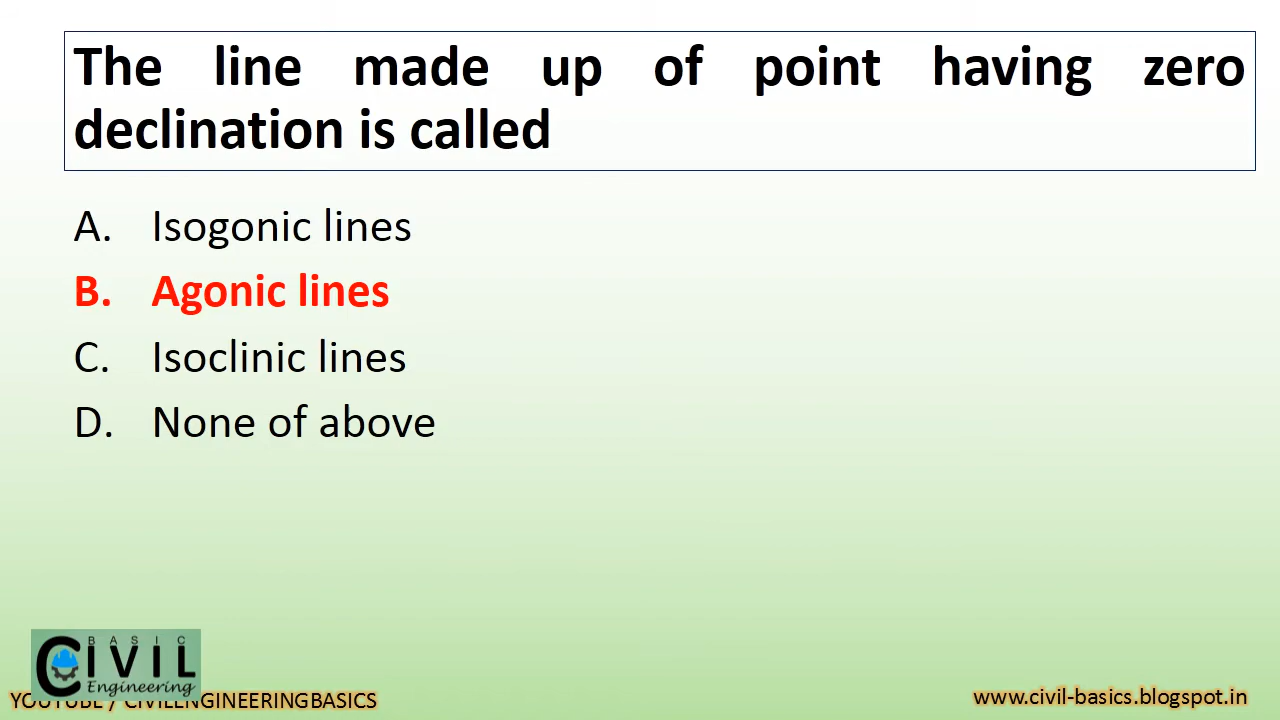 The line made up of point having zero
declination is called
A. Isogonic lines
B. Agonic lines
C. Isoclinic lines
D. None of above
BASIC
CIVIL
Engineering
YOUTUBE / CIVILENGINEERINGBASICS
www.civil-basics.blogspot.in